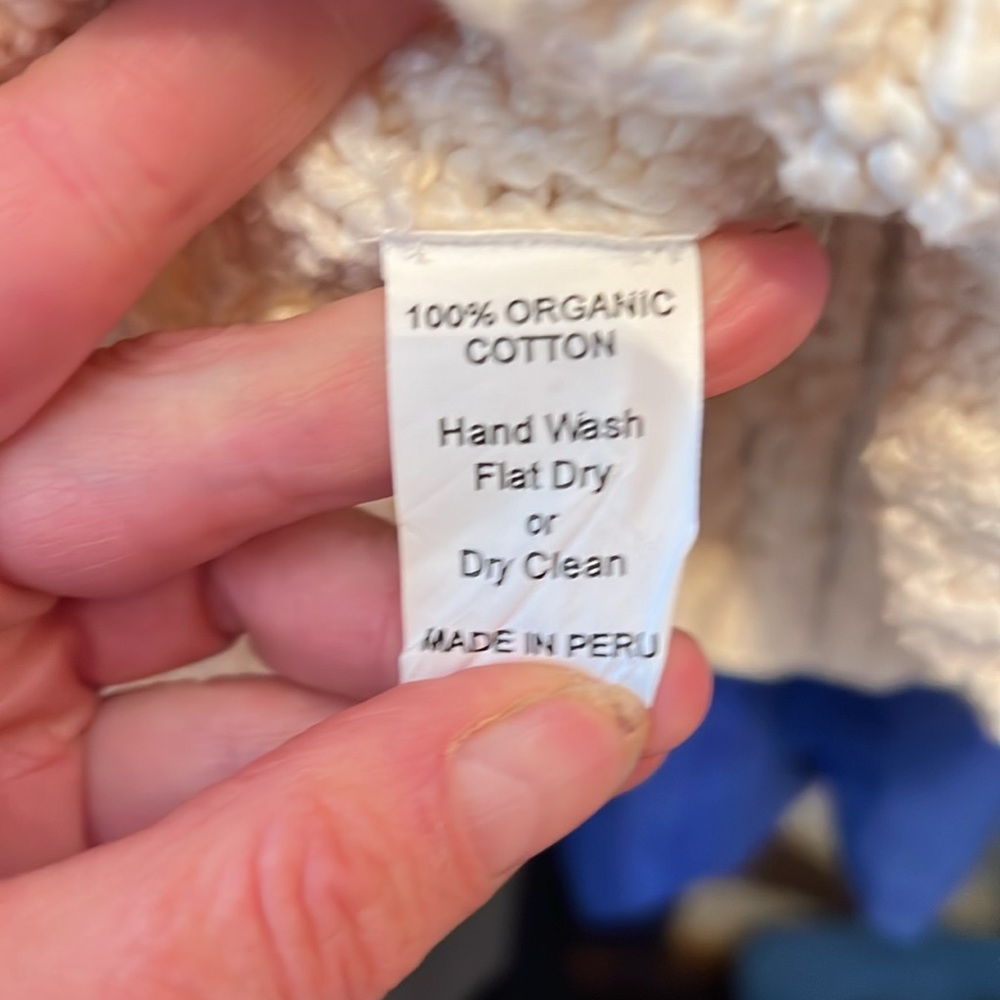 100% ORGANIC
COTTON
Hand Wash
Flat Dry
or
Dry Clean
MADE IN PERU